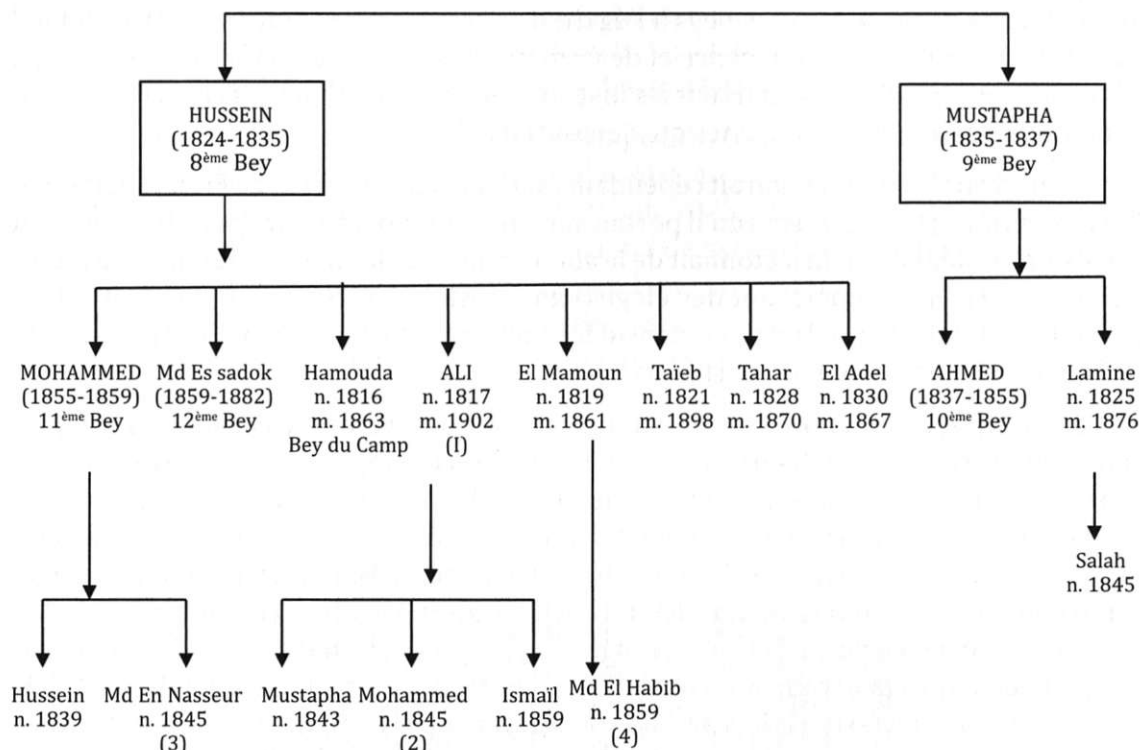 HUSSEIN
(1824-1835)
8ème Bey
MUSTAPHA
(1835-1837)
9ème Bey
MOHAMMED
(1855-1859)
11ème Bey
Md Es sadok
(1859-1882)
12ème Bey
Hamouda
n. 1816
m. 1863
Bey du Camp
ALI
n. 1817
m. 1902
(I)
El Mamoun
n. 1819
m. 1861
Taïeb
n. 1821
m. 1898
Tahar
n. 1828
m. 1870
El Adel
n. 1830
m. 1867
AHMED
(1837-1855)
10ème Bey
Lamine
n. 1825
m. 1876
Salah
n. 1845
Hussein
n. 1839
Md En Nasseur
n. 1845
(3)
Mustapha
n. 1843
Mohammed
n. 1845
(2)
Ismaïl
n. 1859
Md El Habib
n. 1859
(4)